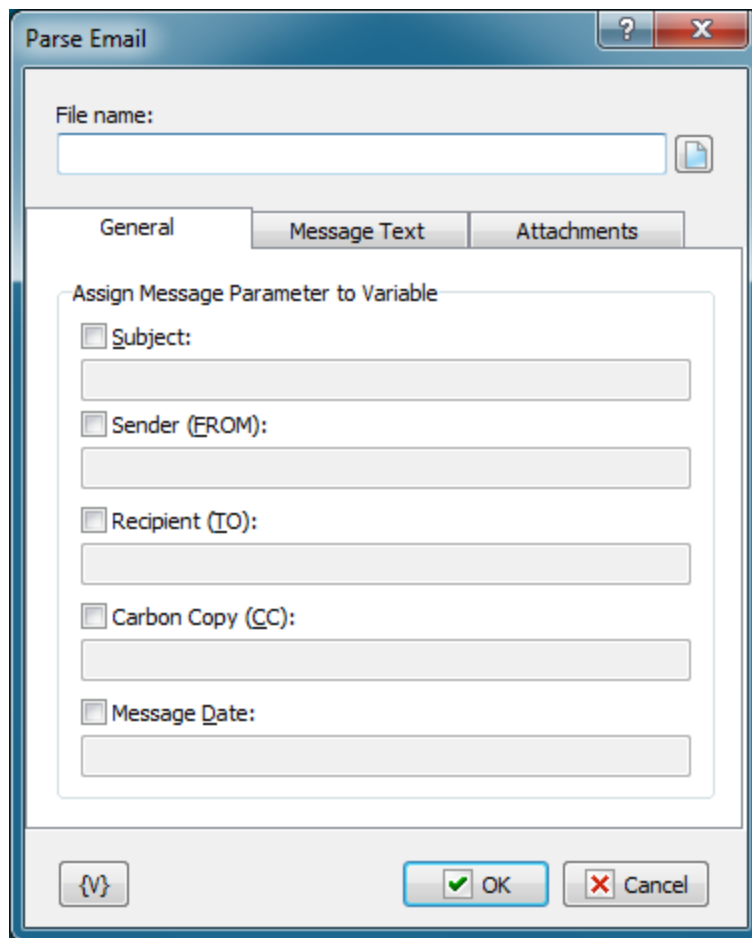 Parse Email
?
File name:
General Message Text Attachments
Assign Message Parameter to Variable
Subject:
Sender (FROM):
Recipient (TO):
Carbon Copy (CC):
Message Date:
{V} OK Cancel